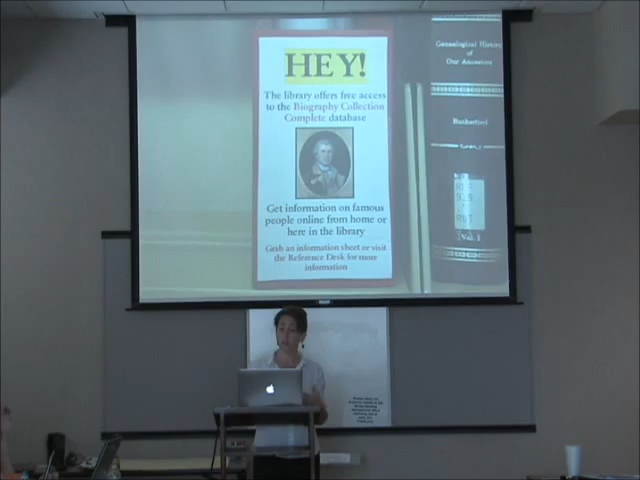 HEY!
The library offers free access
to the Biography Collection
Complete database
Get information on famous
people online from home or
here in the library
Grab an information sheet or visit
the Reference Desk for more
information
Genealogical History
of Our Ancestors
Rutherford
Vol. 1